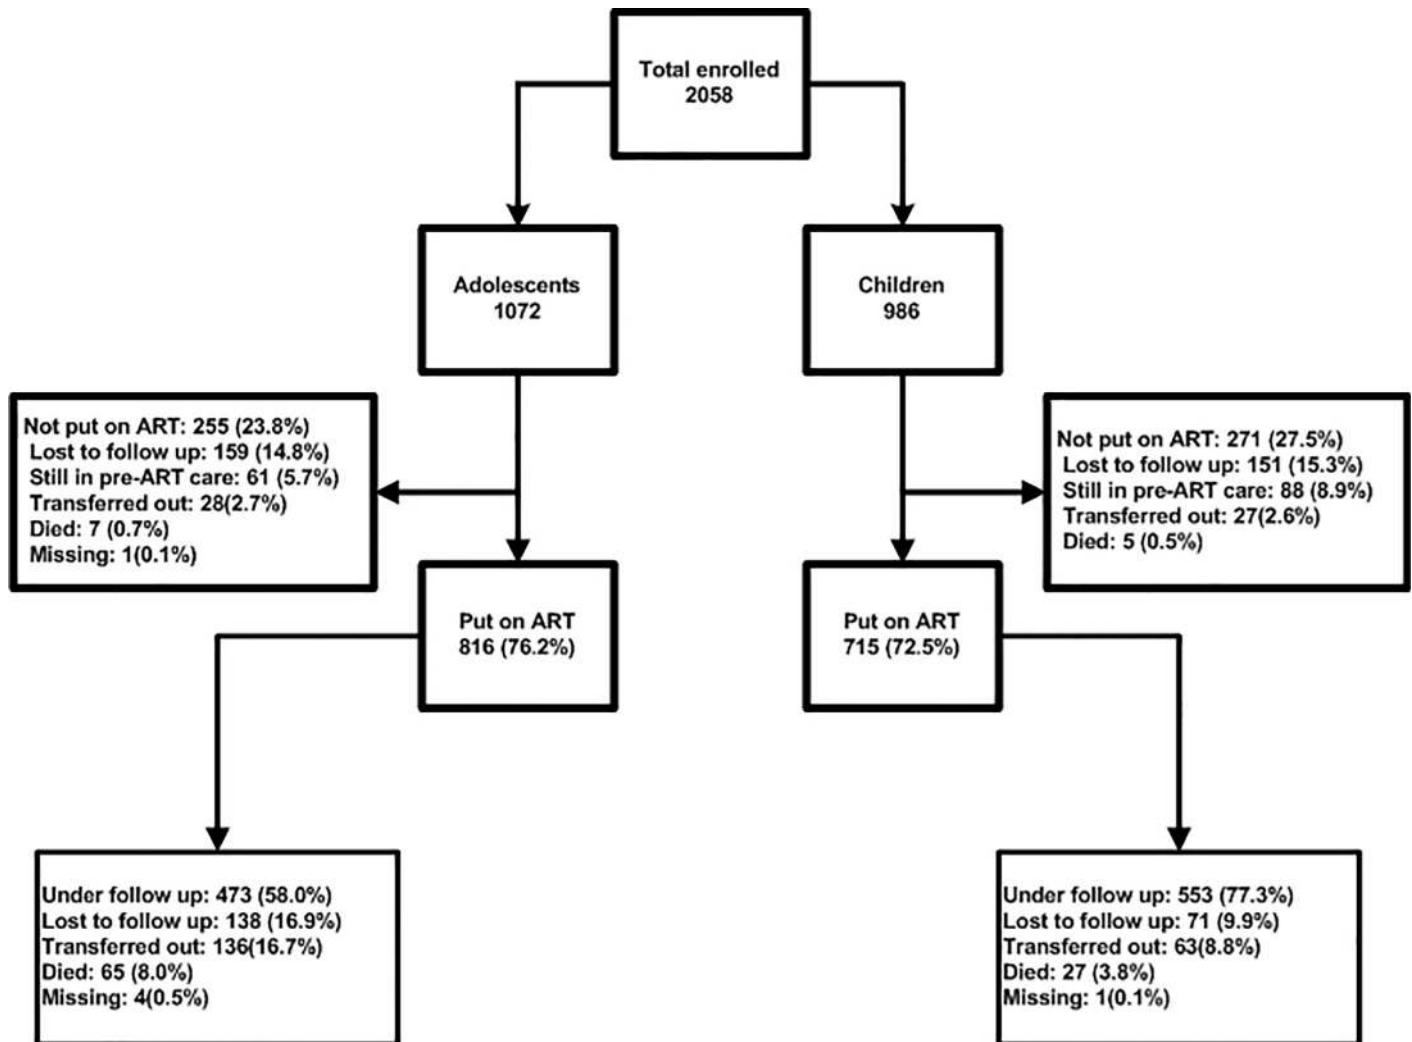 Total enrolled
2058
Adolescents
1072
Children
986
Not put on ART: 255 (23.8%)
Lost to follow up: 159 (14.8%)
Still in pre-ART care: 61 (5.7%)
Transferred out: 28(2.7%)
Died: 7 (0.7%)
Missing: 1(0.1%)
Not put on ART: 271 (27.5%)
Lost to follow up: 151 (15.3%)
Still in pre-ART care: 88 (8.9%)
Transferred out: 27(2.6%)
Died: 5 (0.5%)
Put on ART
816 (76.2%)
Put on ART
715 (72.5%)
Under follow up: 473 (58.0%)
Lost to follow up: 138 (16.9%)
Transferred out: 136(16.7%)
Died: 65 (8.0%)
Missing: 4(0.5%)
Under follow up: 553 (77.3%)
Lost to follow up: 71 (9.9%)
Transferred out: 63(8.8%)
Died: 27 (3.8%)
Missing: 1(0.1%)